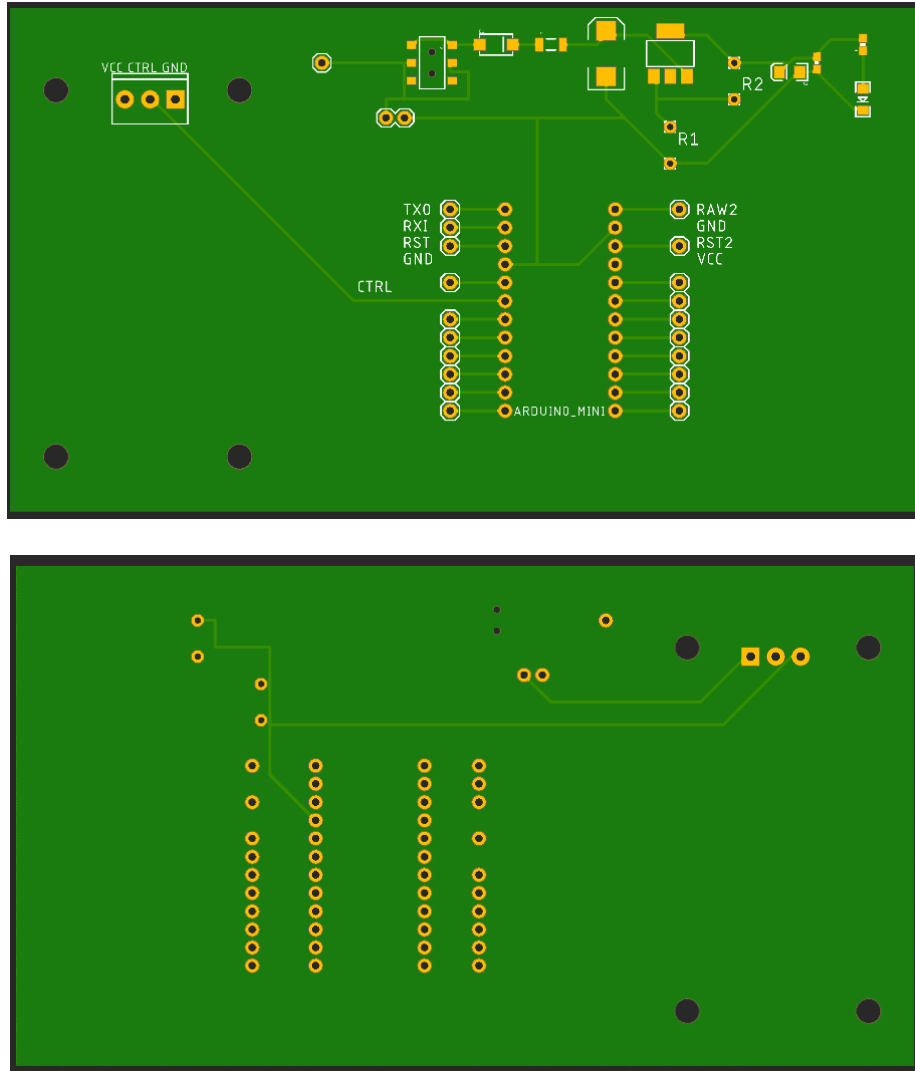 VCC CTRL GND
R2
R1
TXO
RXI
RST
GND
CTRL
RAW2
GND
RST2
VCC
ARDUINO_MINI